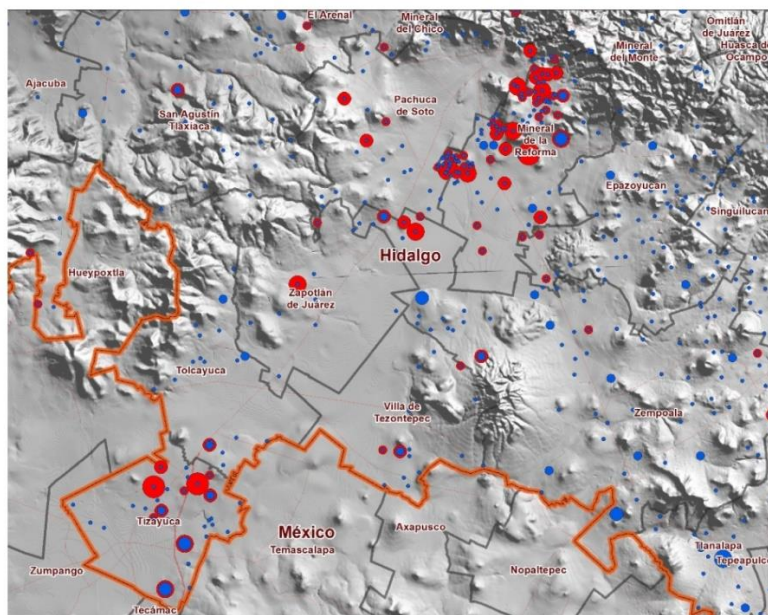 El Arenal
Mineral
del Chico
Omitlán
de Juárez
Huasca de
Ocampo
Mineral
del Monte
Ajacuba
San Agustín
Tlaxiaca
Pachuca
de Soto
Mineral
de la
Reforma
Epazoyucan
Singuilucan
Hidalgo
Hueypoxtla
Zapotlán
de Juárez
Tolcayuca
Villa de
Tezontepec
Zempoala
Tizayuca
México
Temascalapa
Axapusco
Nopaltepec
Tlanalapa
Tepeapulco
Zumpango
Tecámac